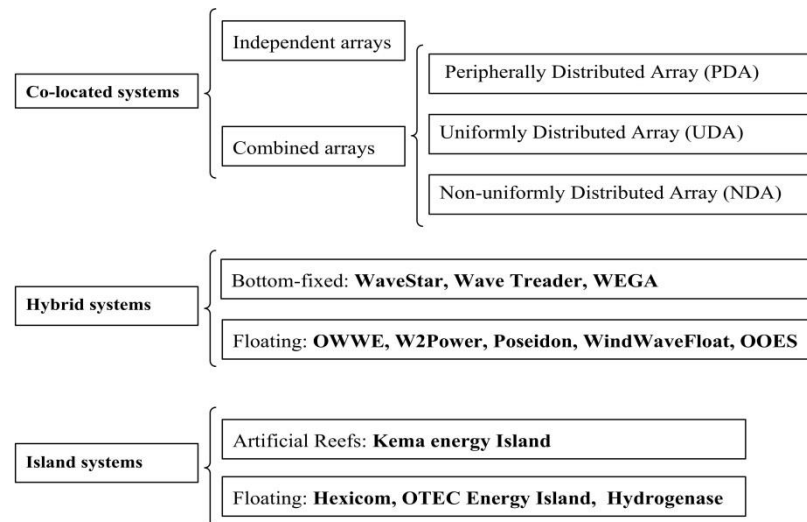 Co-located systems
Independent arrays
Combined arrays
Peripherally Distributed Array (PDA)
Uniformly Distributed Array (UDA)
Non-uniformly Distributed Array (NDA)
Hybrid systems
Bottom-fixed: WaveStar, Wave Treader, WEGA
Floating: OWWE, W2Power, Poseidon, WindWaveFloat, OOES
Island systems
Artificial Reefs: Kema energy Island
Floating: Hexicom, OTEC Energy Island, Hydrogenase